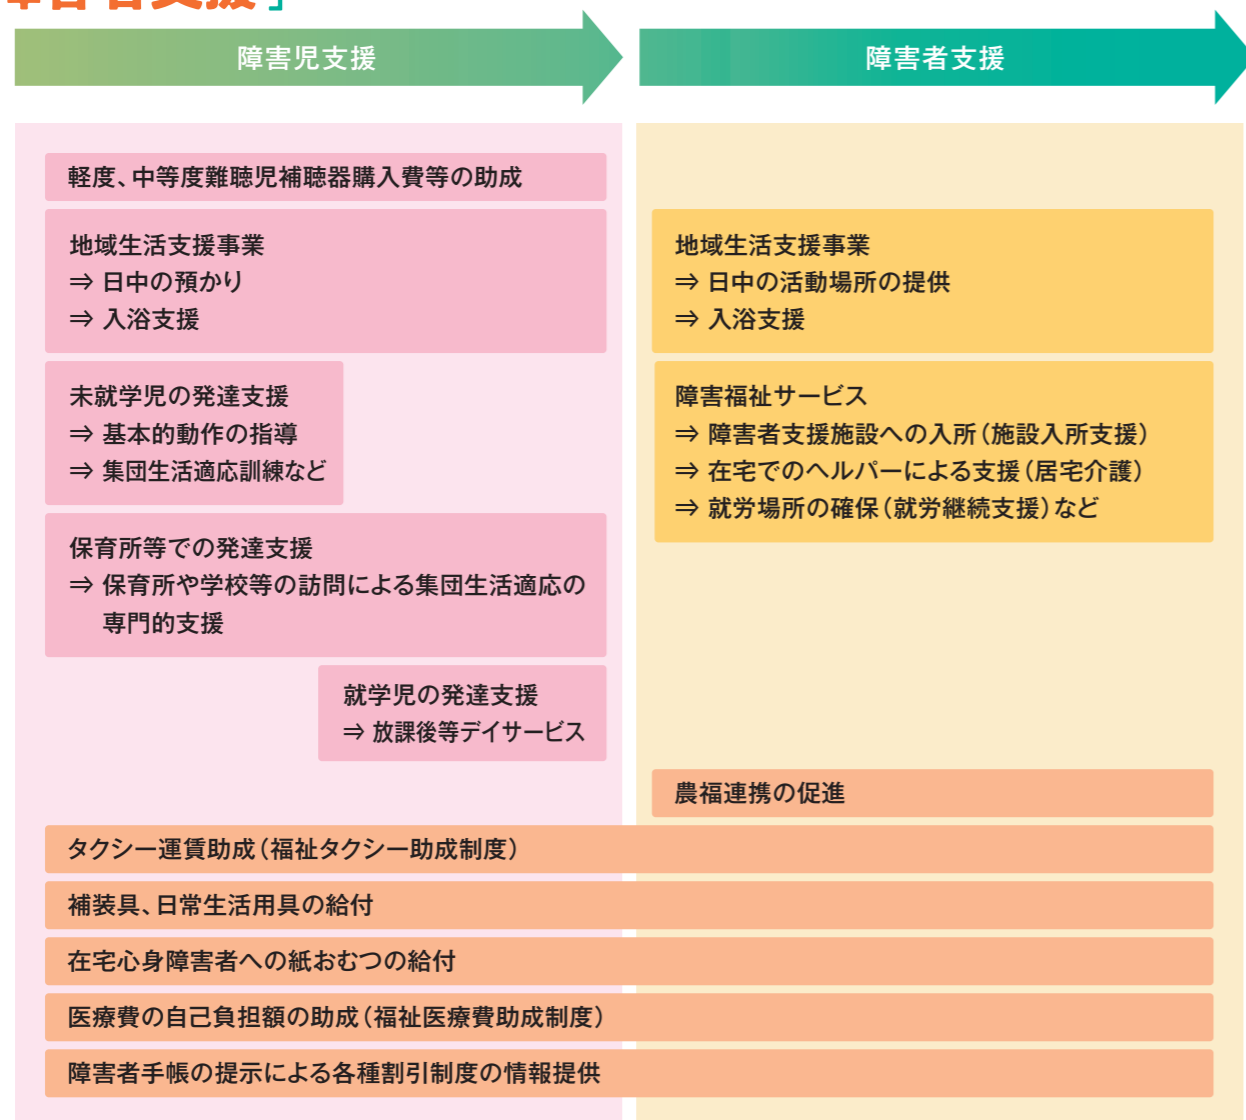 障害者支援」
障害児支援
障害者支援
軽度、中等度難聴児補聴器購入費等の助成
地域生活支援事業
⇒ 日中の預かり
⇒ 入浴支援
地域生活支援事業
⇒ 日中の活動場所の提供
⇒ 入浴支援
未就学児の発達支援
⇒ 基本的動作の指導
⇒ 集団生活適応訓練など
障害福祉サービス
⇒ 障害者支援施設への入所（施設入所支援）
⇒ 在宅でのヘルパーによる支援（居宅介護）
⇒ 就労場所の確保（就労継続支援）など
保育所等での発達支援
⇒ 保育所や学校等の訪問による集団生活適応の
専門的支援
就学児の発達支援
⇒ 放課後等デイサービス
農福連携の促進
タクシー運賃助成（福祉タクシー助成制度）
補装具、日常生活用具の給付
在宅心身障害者への紙おむつの給付
医療費の自己負担額の助成（福祉医療費助成制度）
障害者手帳の提示による各種割引制度の情報提供